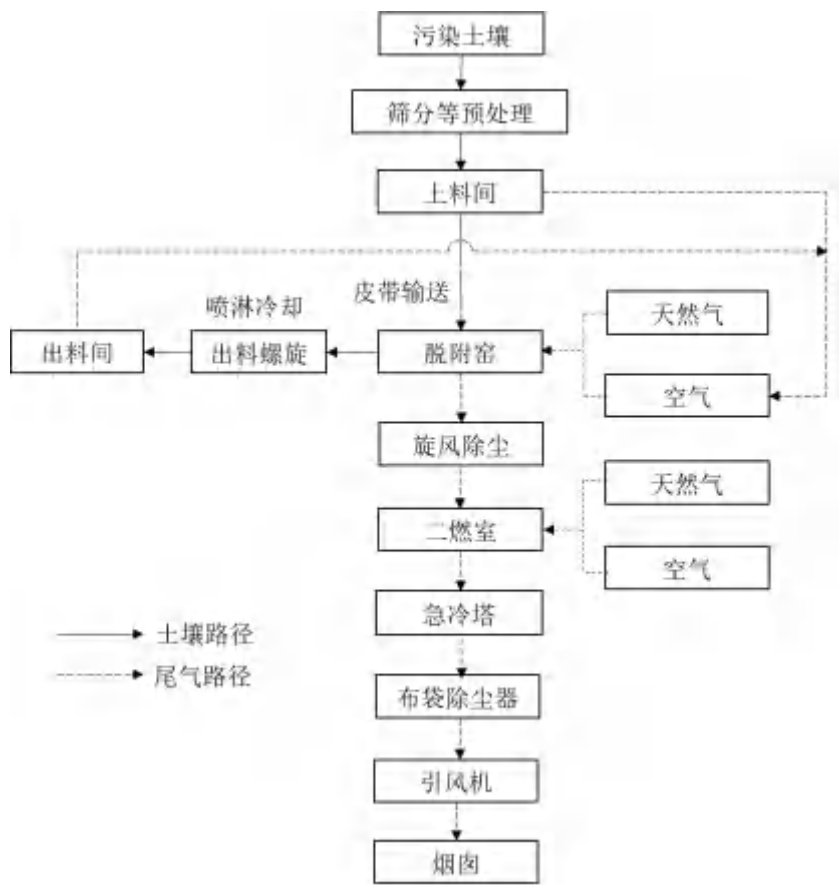 污染土壤
筛分等预处理
上料间
皮带输送
喷淋冷却
天然气
出料间
出料螺旋
脱附窑
空气
旋风除尘
天然气
二燃室
空气
急冷塔
土壤路径
尾气路径
布袋除尘器
引风机
烟囱